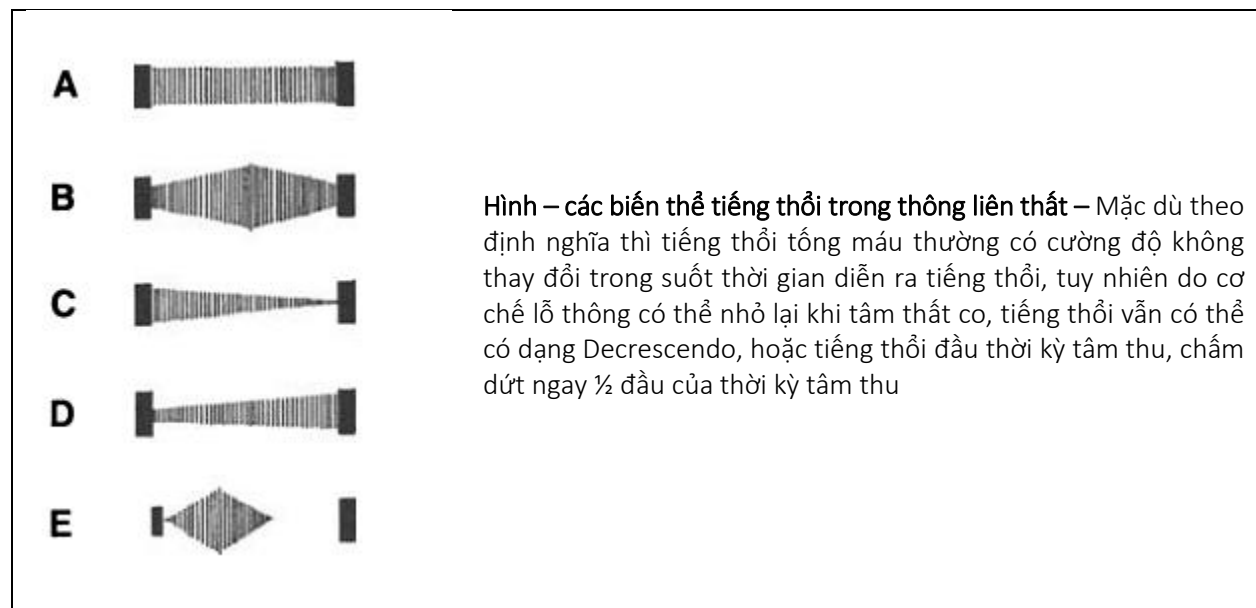 A
B
C
D
E
Hình – các biến thể tiếng thổi trong thông liên thất – Mặc dù theo
định nghĩa thì tiếng thổi tống máu thường có cường độ không
thay đổi trong suốt thời gian diễn ra tiếng thổi, tuy nhiên do cơ
chế lỗ thông có thể nhỏ lại khi tâm thất co, tiếng thổi vẫn có thể
có dạng Decrescendo, hoặc tiếng thổi đầu thời kỳ tâm thu, chấm
dứt ngay ½ đầu của thời kỳ tâm thu